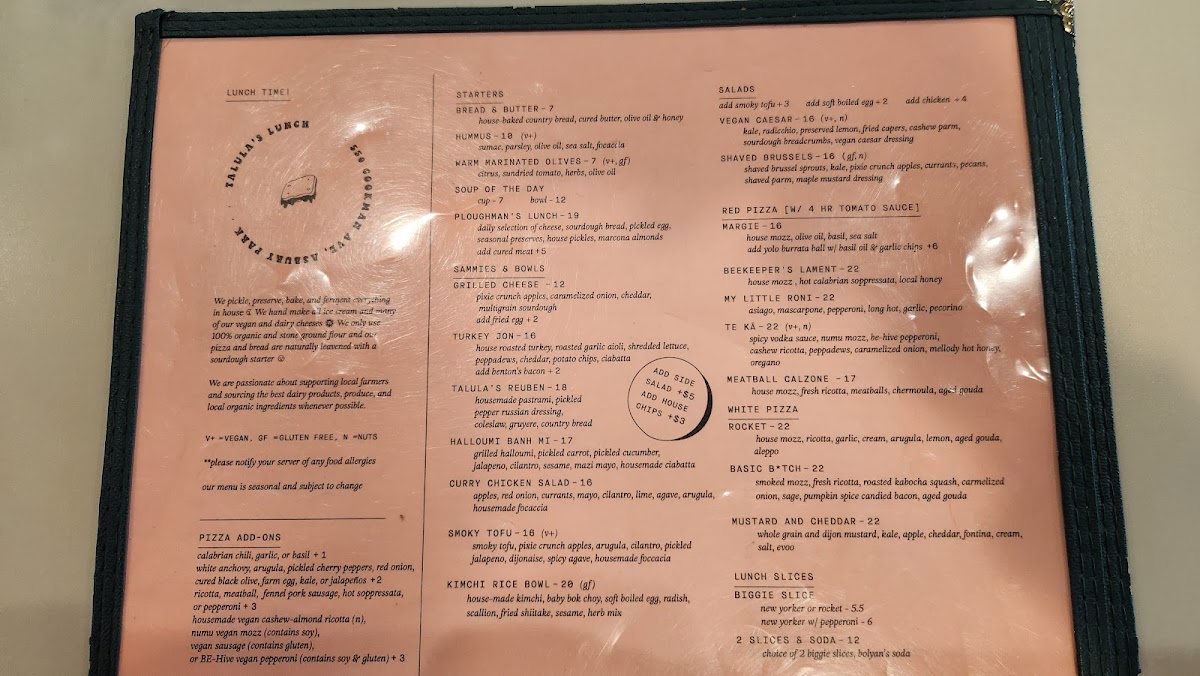 LUNCH TIME!
TALULA'S LUNCH
550 COOKMAN AVE, ASBURY PARK
We pickle, preserve, bake, and ferment everything
in house & We hand make all ice cream and many
of our vegan and dairy cheeses We only use
100% organic and stone ground flour and our
pizza and bread are naturally leavened with a
sourdough starter
We are passionate about supporting local farmers
and sourcing the best dairy products, produce, and
local organic ingredients whenever possible.
V+ =VEGAN, GF =GLUTEN FREE, N =NUTS
**please notify your server of any food allergies
our menu is seasonal and subject to change
PIZZA ADD-ONS
calabrian chili, garlic, or basil + 1
white anchovy, arugula, pickled cherry peppers, red onion,
cured black olive, farm egg, kale, or jalapeños +2
ricotta, meatball, fennel pork sausage, hot soppressata,
or pepperoni + 3
housemade vegan cashew-almond ricotta (n),
numu vegan mozz (contains soy),
vegan sausage (contains gluten),
or BE-Hive vegan pepperoni (contains soy & gluten) + 3
STARTERS
BREAD & BUTTER - 7
house-baked country bread, cured butter, olive oil & honey
HUMMUS - 10 (v+)
sumac, parsley, olive oil, sea salt, focaccia
WARM MARINATED OLIVES - 7 (v+, gf)
citrus, sundried tomato, herbs, olive oil
SOUP OF THE DAY
cup - 7 bowl - 12
PLOUGHMAN'S LUNCH - 19
daily selection of cheese, sourdough bread, pickled egg,
seasonal preserves, house pickles, marcona almonds
add cured meat +5
SAMMIES & BOWLS
GRILLED CHEESE - 12
pixie crunch apples, caramelized onion, cheddar,
multigrain sourdough
add fried egg + 2
TURKEY JON - 16
house roasted turkey, roasted garlic aioli, shredded lettuce,
peppadews, cheddar, potato chips, ciabatta
add benton's bacon + 2
TALULA'S REUBEN - 18
housemade pastrami, pickled
pepper russian dressing,
coleslaw, gruyere, country bread
ADD SIDE
SALAD +$5
ADD HOUSE
CHIPS +$3
HALLOUMI BANH MI - 17
grilled halloumi, pickled carrot, pickled cucumber,
jalapeno, cilantro, sesame, mazi mayo, housemade ciabatta
CURRY CHICKEN SALAD - 16
apples, red onion, currants, mayo, cilantro, lime, agave, arugula,
housemade focaccia
SMOKY TOFU - 16 (v+)
smoky tofu, pixie crunch apples, arugula, cilantro, pickled
jalapeno, dijonaise, spicy agave, housemade foccacia
KIMCHI RICE BOWL - 20 (gf)
house-made kimchi, baby bok choy, soft boiled egg, radish,
scallion, fried shiitake, sesame, herb mix
SALADS
add smoky tofu + 3 add soft boiled egg + 2 add chicken + 4
VEGAN CAESAR - 16 (v+, n)
kale, radicchio, preserved lemon, fried capers, cashew parm,
sourdough breadcrumbs, vegan caesar dressing
SHAVED BRUSSELS - 16 (gf, n)
shaved brussel sprouts, kale, pixie crunch apples, currants, pecans,
shaved parm, maple mustard dressing
RED PIZZA [W/ 4 HR TOMATO SAUCE]
MARGIE - 16
house mozz, olive oil, basil, sea salt
add yolo burrata ball w/ basil oil & garlic chips +6
BEEKEEPER'S LAMENT - 22
house mozz , hot calabrian soppressata, local honey
MY LITTLE RONI - 22
asiago, mascarpone, pepperoni, long hot, garlic, pecorino
TE KĀ - 22 (v+, n)
spicy vodka sauce, numu mozz, be-hive pepperoni,
cashew ricotta, peppadews, caramelized onion, mellody hot honey,
oregano
MEATBALL CALZONE - 17
house mozz, fresh ricotta, meatballs, chermoula, aged gouda
WHITE PIZZA
ROCKET - 22
house mozz, ricotta, garlic, cream, arugula, lemon, aged gouda,
aleppo
BASIC B*TCH - 22
smoked mozz, fresh ricotta, roasted kabocha squash, carmelized
onion, sage, pumpkin spice candied bacon, aged gouda
MUSTARD AND CHEDDAR - 22
whole grain and dijon mustard, kale, apple, cheddar, fontina, cream,
salt, evoo
LUNCH SLICES
BIGGIE SLICE
new yorker or rocket - 5.5
new yorker w/ pepperoni - 6
2 SLICES & SODA - 12
choice of 2 biggie slices, bolyan's soda